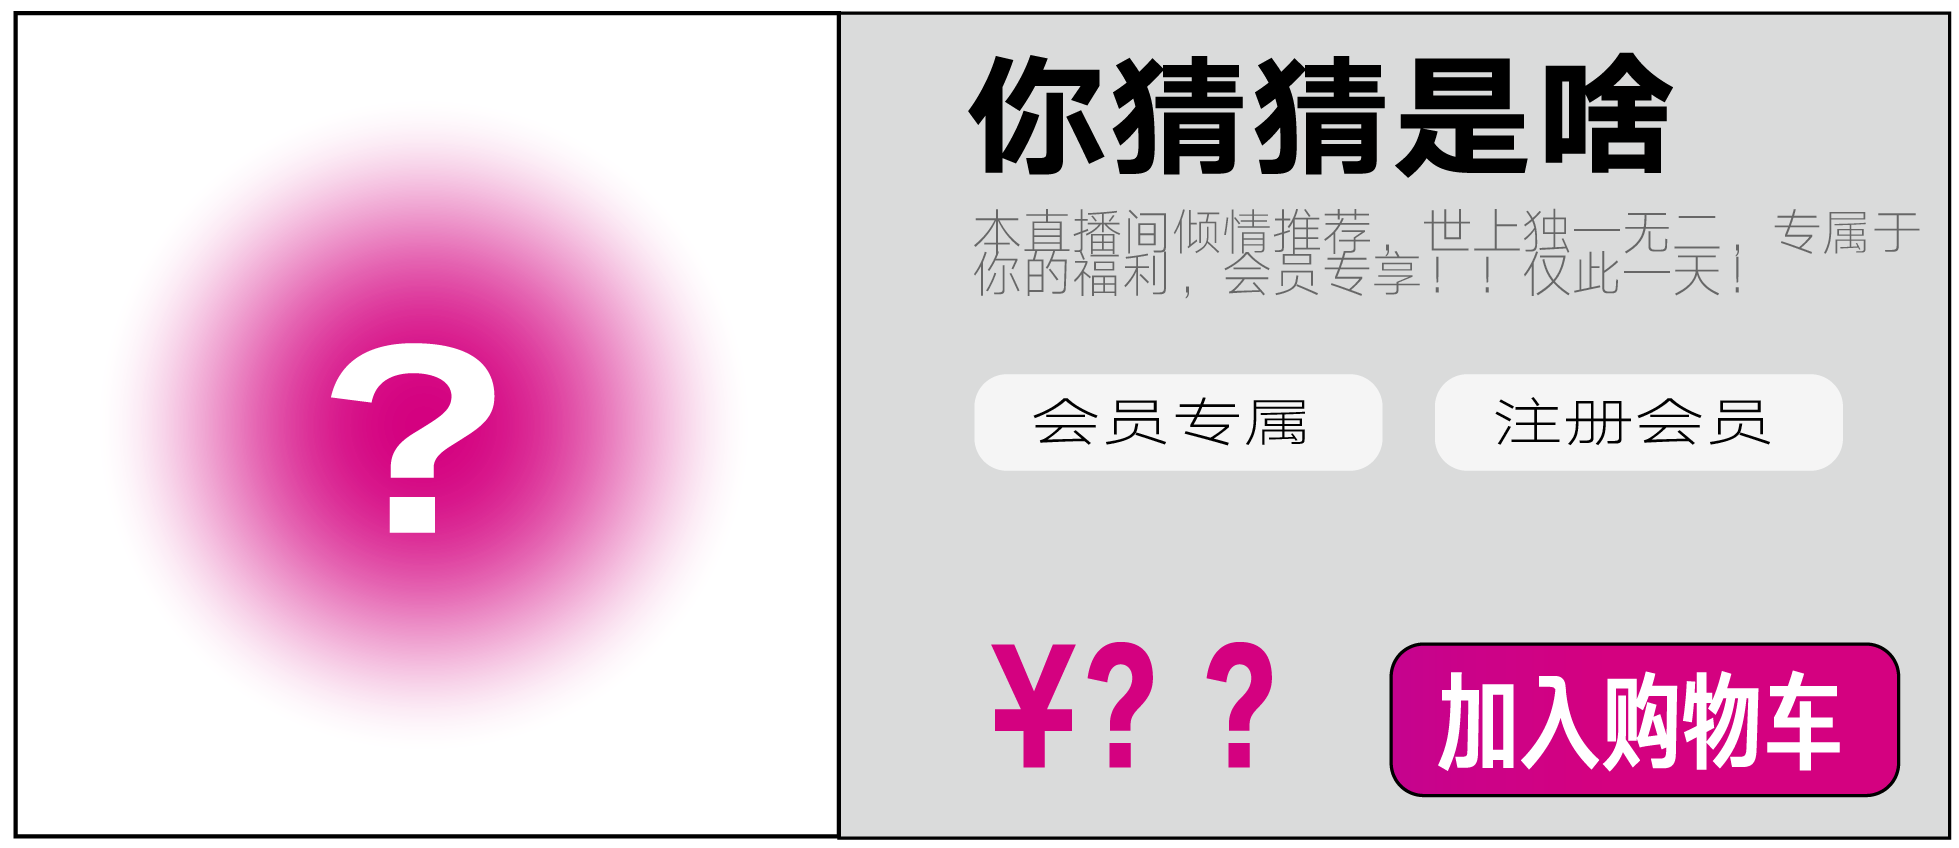 ?
你猜猜是啥
本直播间倾情推荐，世上独一无二，专属于
你的福利，会员专享！！仅此一天！
会员专属
注册会员
¥? ?
加入购物车